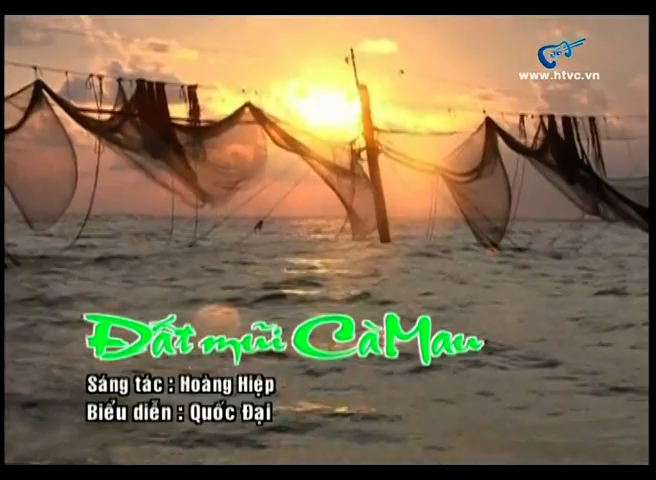 www.htvc.vn
Đất mũi Cà Mau
Sáng tác : Hoàng Hiệp
Biểu diễn : Quốc Đại